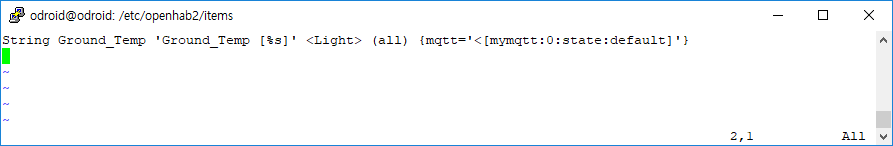 odroid@odroid: /etc/openhab2/items
String Ground_Temp 'Ground_Temp [%s]' <Light> (all) {mqtt='<[mymqtt:0:state:default]'}
~
~
~
~
2,1 All